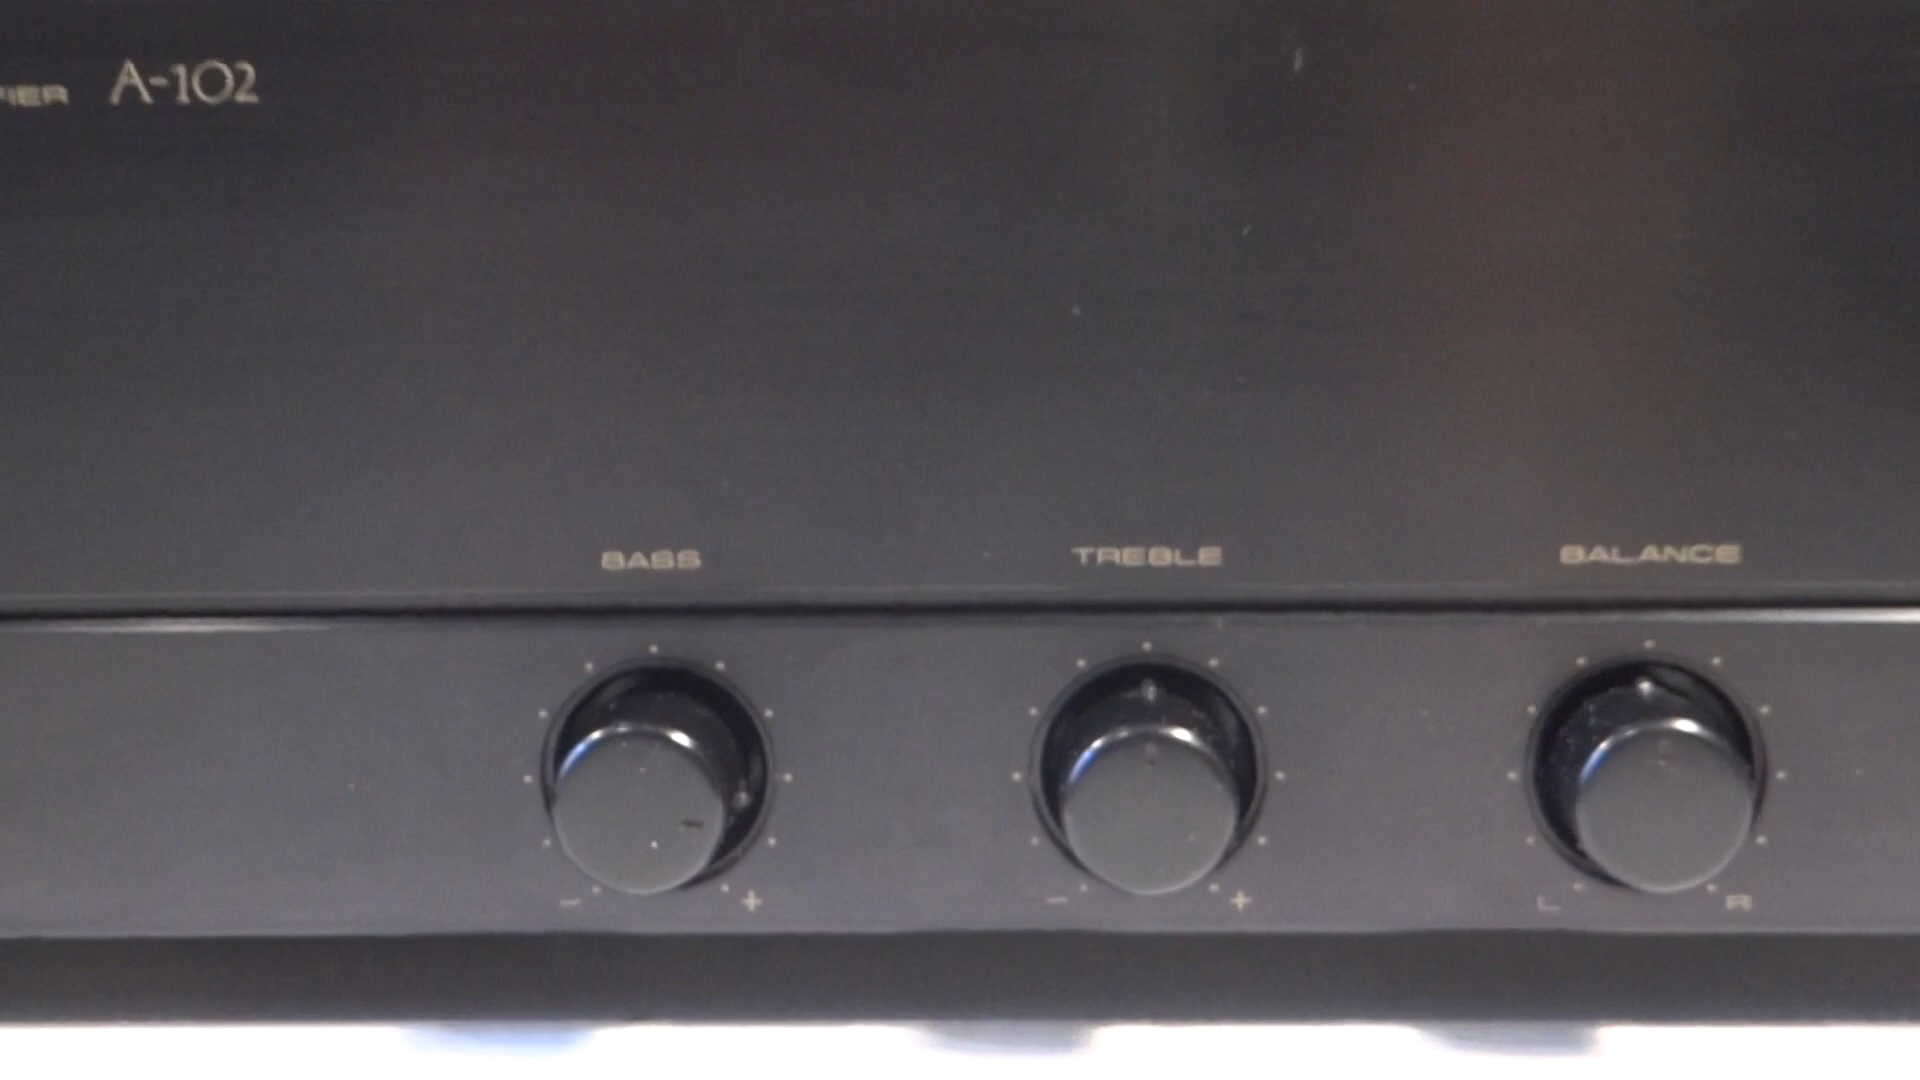 A-102
BASS TREBLE BALANCE
- + - + L R